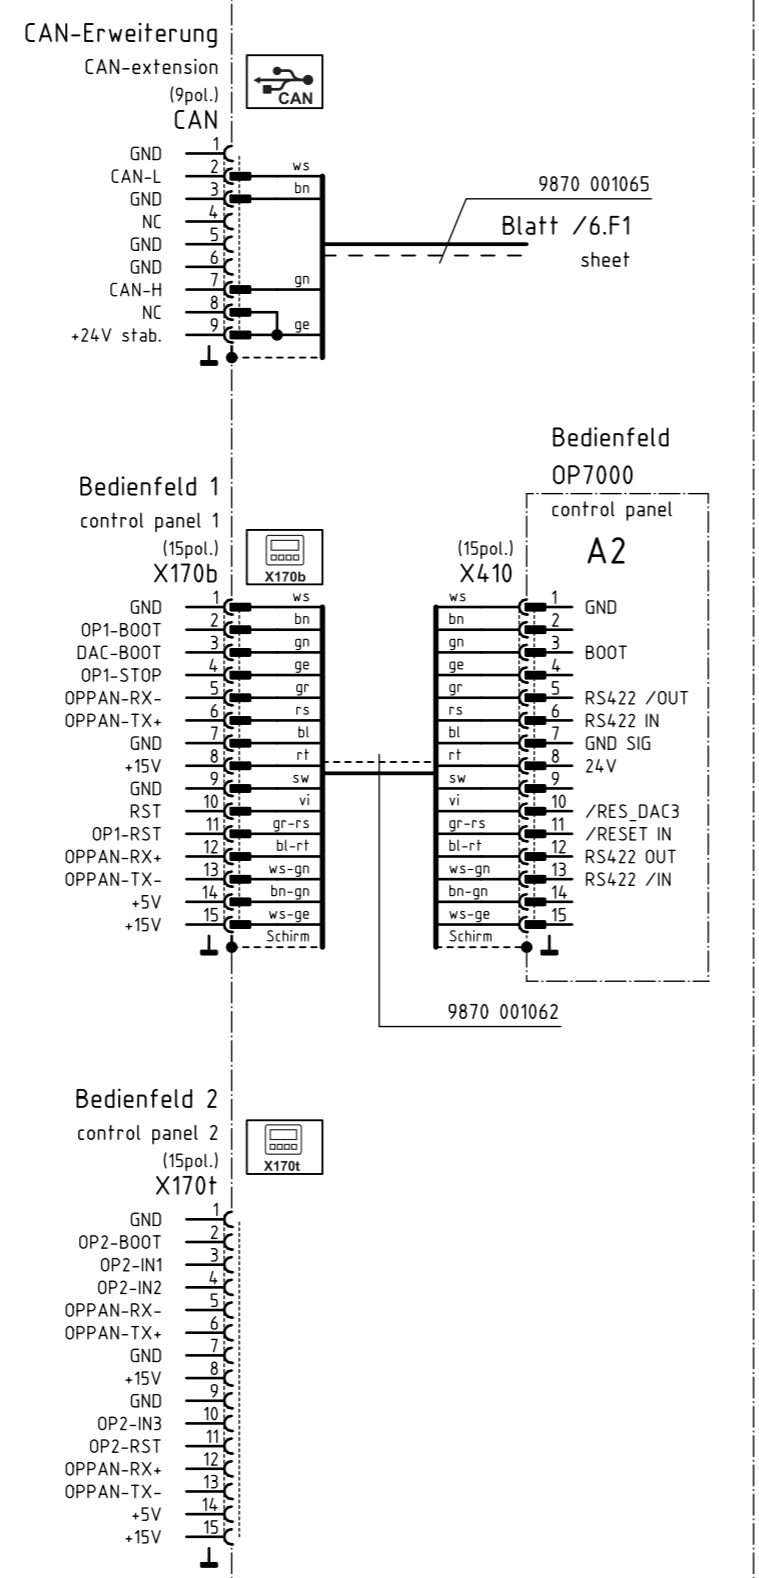 CAN-Erweiterung
CAN-extension
(9pol.)
CAN
CAN
GND 1
CAN-L 2 ws
GND 3 bn
NC 4
GND 5
GND 6
CAN-H 7 gn
NC 8
+24V stab. 9 ge
9870 001065
Blatt /6.F1
sheet
Bedienfeld 1
control panel 1
(15pol.)
X170b
X170b
Bedienfeld
OP7000
control panel
A2
(15pol.)
X410
GND 1 ws ws 1 GND
OP1-BOOT 2 bn bn 2
DAC-BOOT 3 gn gn 3 BOOT
OP1-STOP 4 ge ge 4
OPPAN-RX- 5 gr gr 5 RS422 /OUT
OPPAN-TX+ 6 rs rs 6 RS422 IN
GND 7 bl bl 7 GND SIG
+15V 8 rt rt 8 24V
GND 9 sw sw 9
RST 10 vi vi 10 /RES_DAC3
OP1-RST 11 gr-rs gr-rs 11 /RESET IN
OPPAN-RX+ 12 bl-rt bl-rt 12 RS422 OUT
OPPAN-TX- 13 ws-gn ws-gn 13 RS422 /IN
+5V 14 bn-gn bn-gn 14
+15V 15 ws-ge ws-ge 15
Schirm Schirm
9870 001062
Bedienfeld 2
control panel 2
(15pol.)
X170t
X170t
GND 1
OP2-BOOT 2
OP2-IN1 3
OP2-IN2 4
OPPAN-RX- 5
OPPAN-TX+ 6
GND 7
+15V 8
GND 9
OP2-IN3 10
OP2-RST 11
OPPAN-RX+ 12
OPPAN-TX- 13
+5V 14
+15V 15